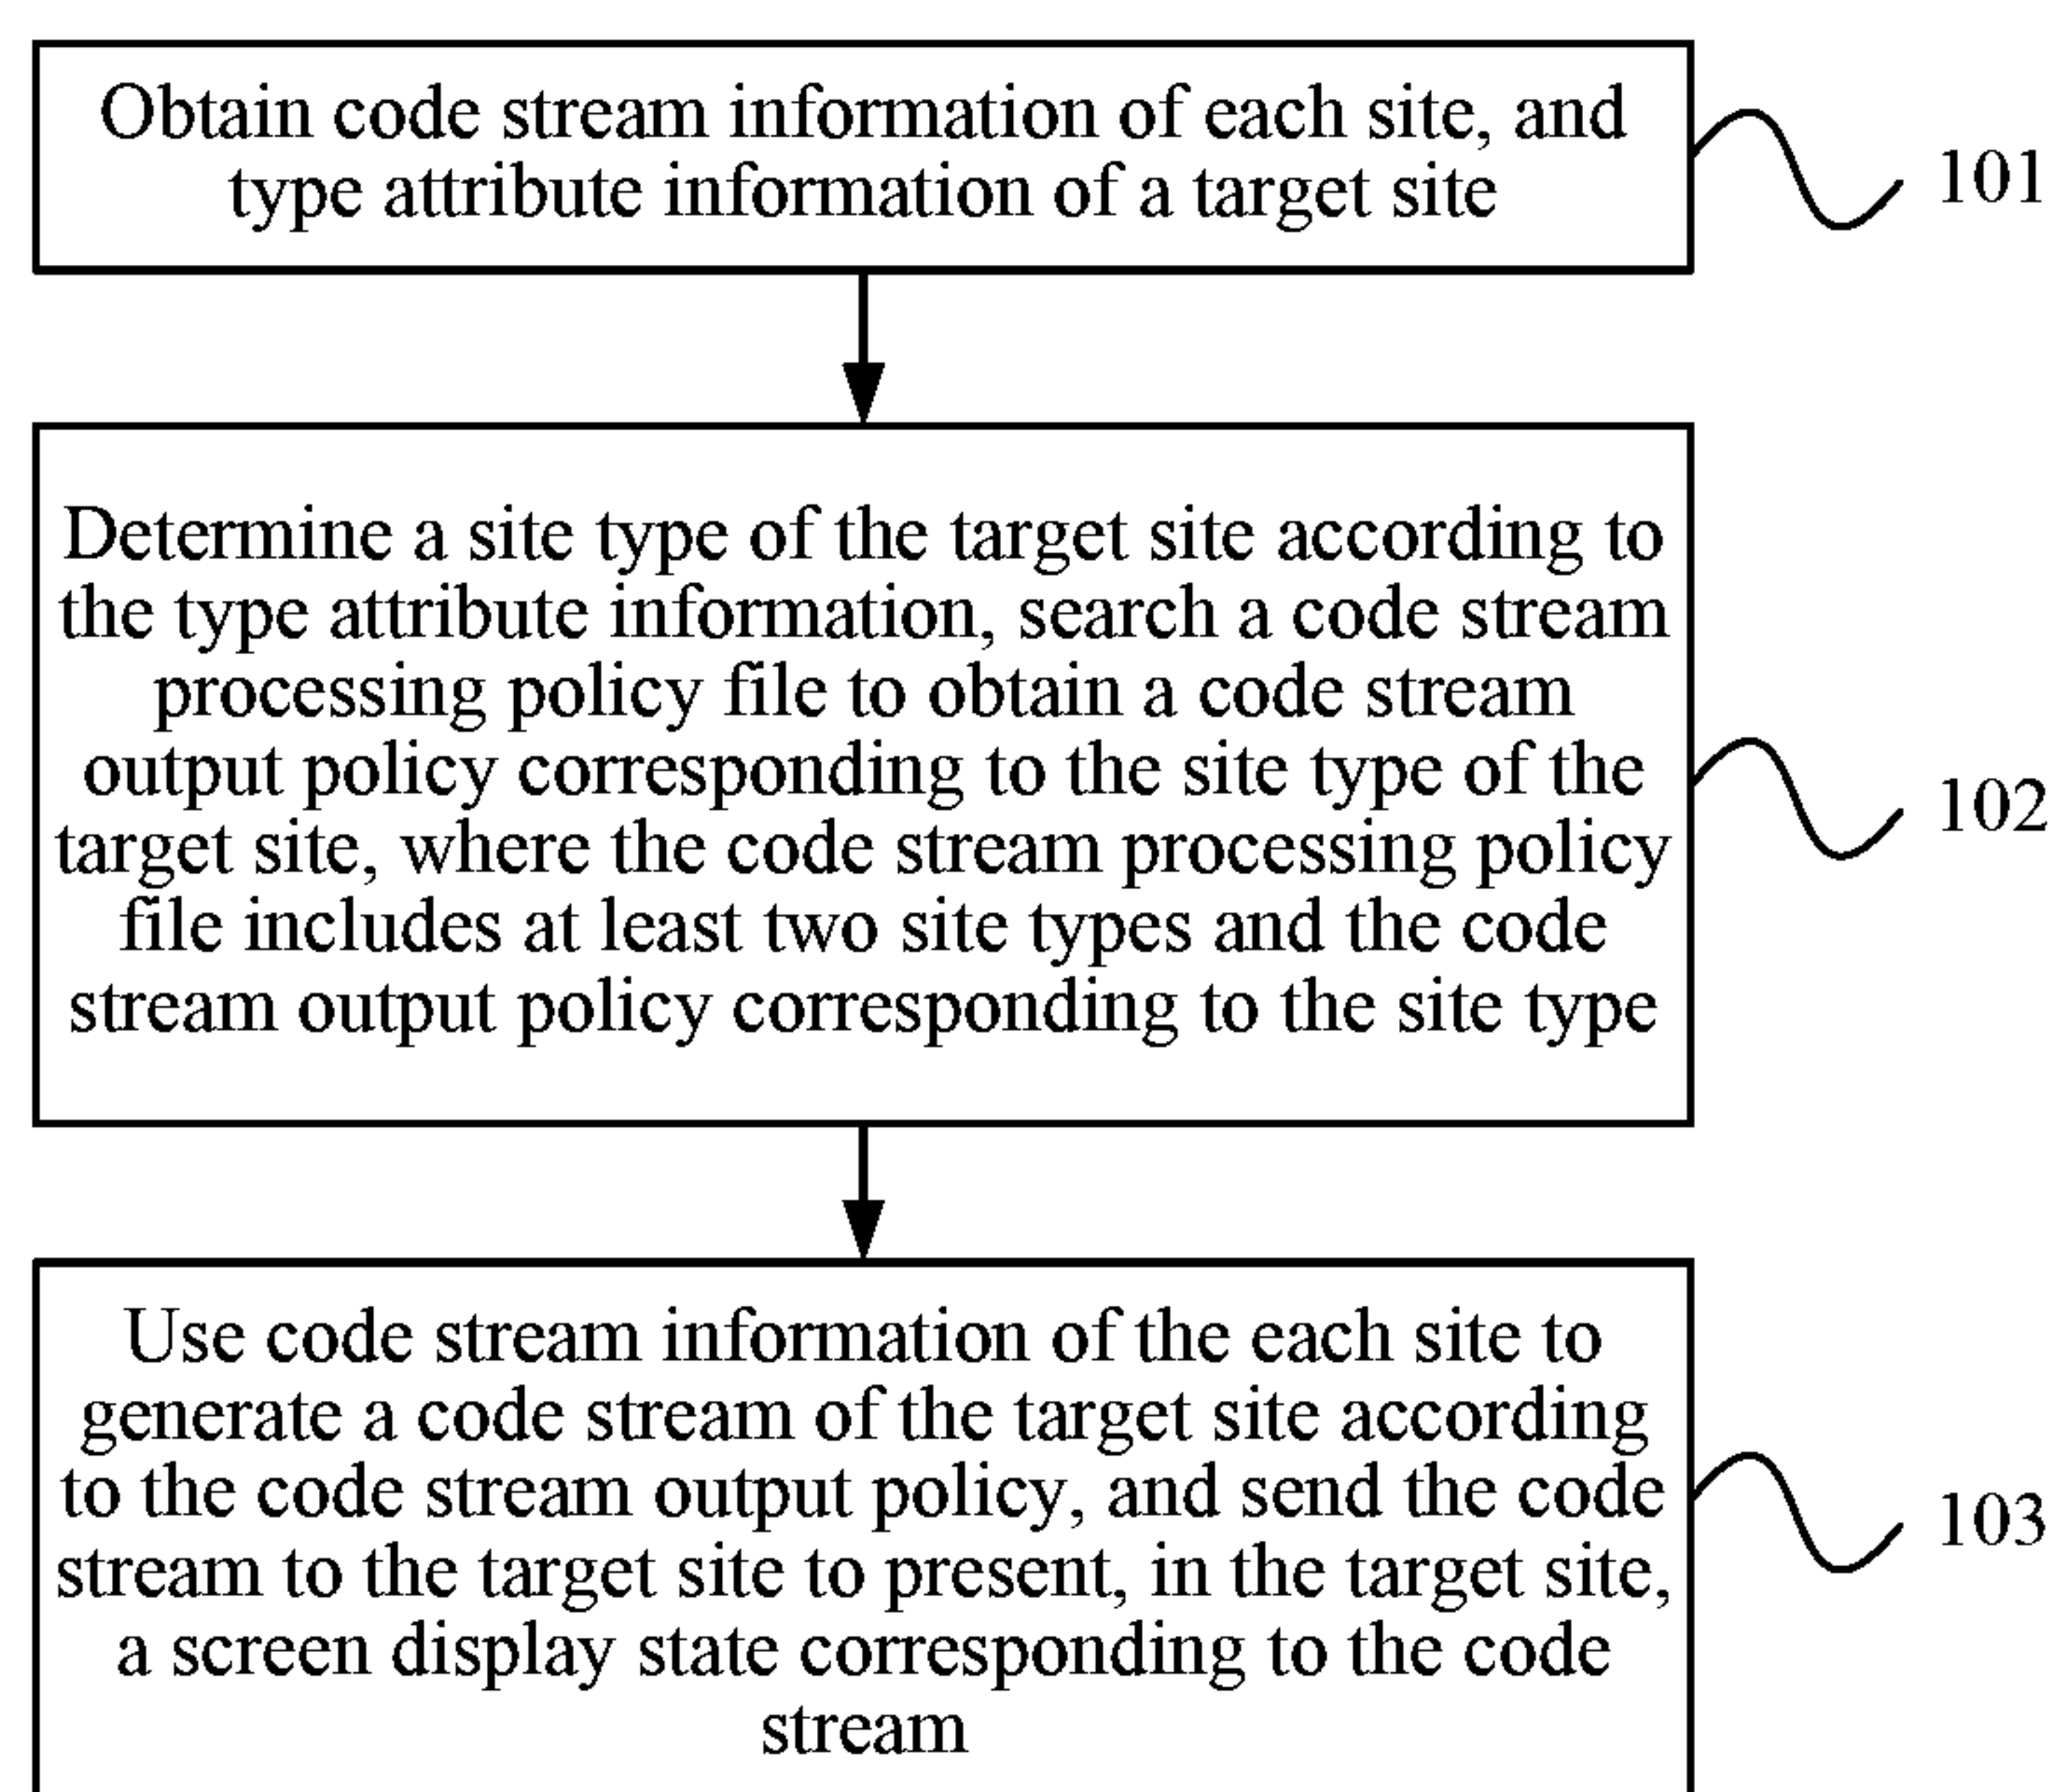 Obtain code stream information of each site, and
type attribute information of a target site
101
Determine a site type of the target site according to
the type attribute information, search a code stream
processing policy file to obtain a code stream
output policy corresponding to the site type of the
target site, where the code stream processing policy
file includes at least two site types and the code
stream output policy corresponding to the site type
102
Use code stream information of the each site to
generate a code stream of the target site according
to the code stream output policy, and send the code
stream to the target site to present, in the target site,
a screen display state corresponding to the code
stream
103